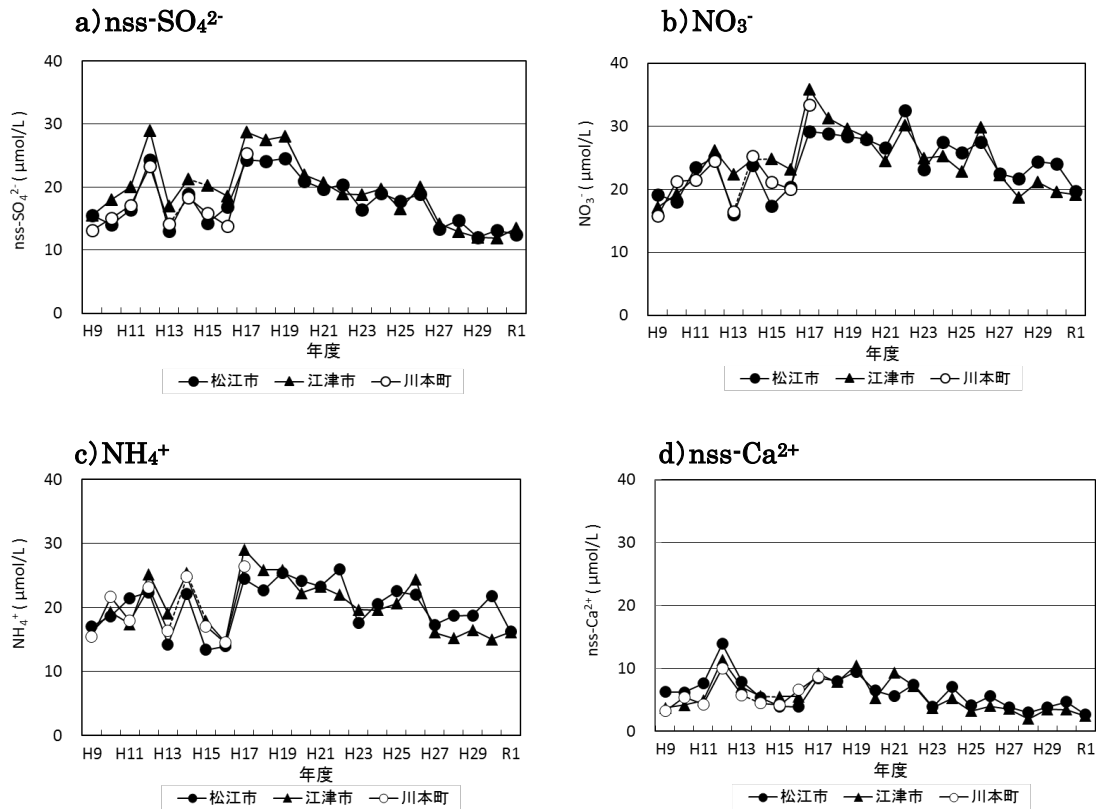 a)nss-SO₄²⁻
nss-SO₄²⁻ ( μmol/L )
40
30
20
10
0
H9 H11 H13 H15 H17 H19 H21 H23 H25 H27 H29 R1
年度
松江市 江津市 川本町
b)NO₃⁻
NO₃⁻ ( μmol/L )
40
30
20
10
0
H9 H11 H13 H15 H17 H19 H21 H23 H25 H27 H29 R1
年度
松江市 江津市 川本町
c)NH₄⁺
NH₄⁺ ( μmol/L )
40
30
20
10
0
H9 H11 H13 H15 H17 H19 H21 H23 H25 H27 H29 R1
年度
松江市 江津市 川本町
d)nss-Ca²⁺
nss-Ca²⁺ ( μmol/L )
40
30
20
10
0
H9 H11 H13 H15 H17 H19 H21 H23 H25 H27 H29 R1
年度
松江市 江津市 川本町